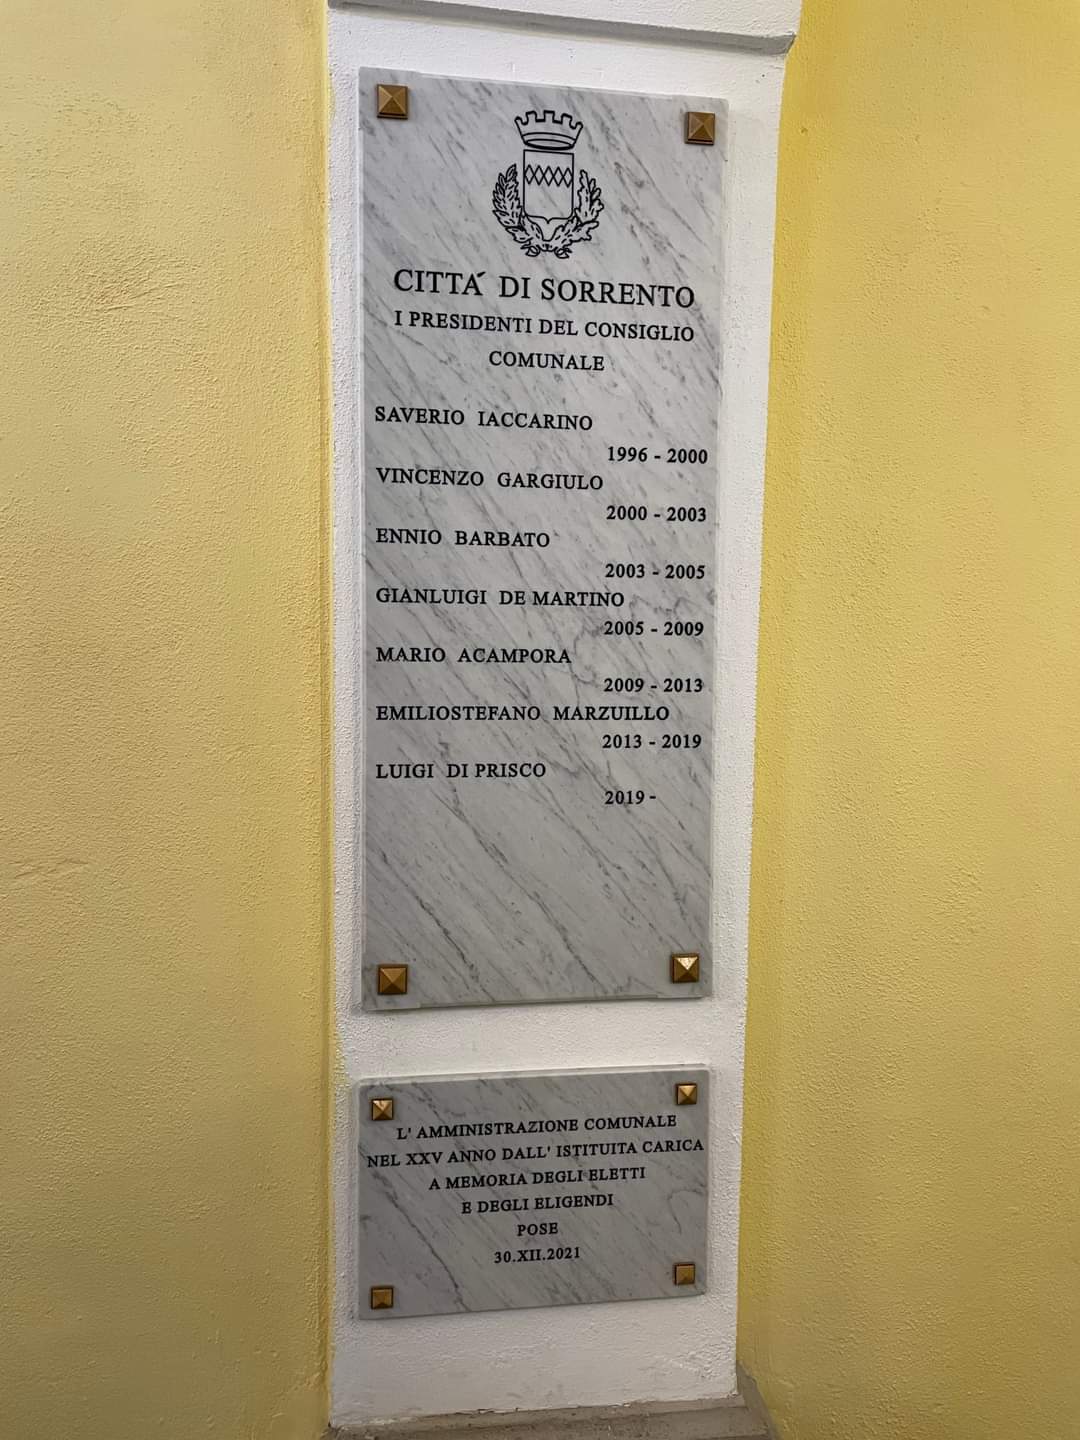 CITTA´ DI SORRENTO
I PRESIDENTI DEL CONSIGLIO
COMUNALE
SAVERIO IACCARINO
1996 - 2000
VINCENZO GARGIULO
2000 - 2003
ENNIO BARBATO
2003 - 2005
GIANLUIGI DE MARTINO
2005 - 2009
MARIO ACAMPORA
2009 - 2013
EMILIOSTEFANO MARZUILLO
2013 - 2019
LUIGI DI PRISCO
2019 -
L' AMMINISTRAZIONE COMUNALE
NEL XXV ANNO DALL' ISTITUITA CARICA
A MEMORIA DEGLI ELETTI
E DEGLI ELIGENDI
POSE
30.XII.2021